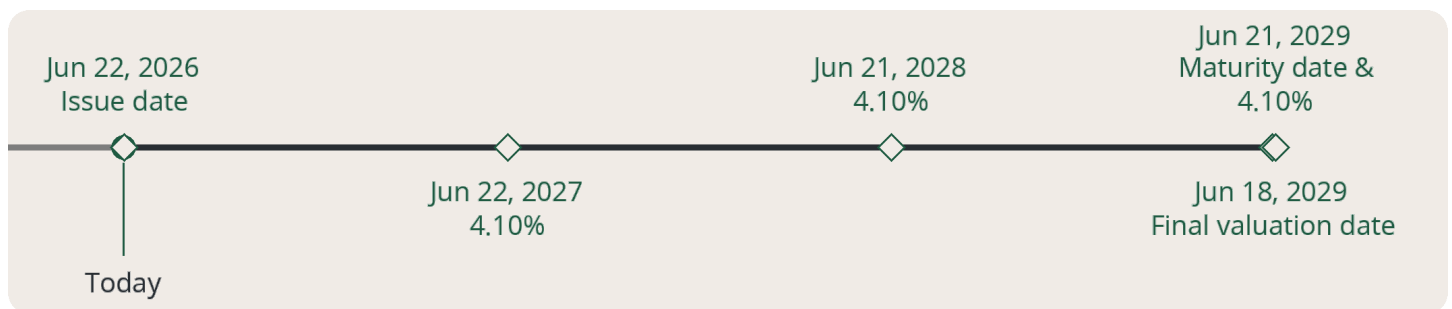 Jun 22, 2026
Issue date
Today
Jun 22, 2027
4.10%
Jun 21, 2028
4.10%
Jun 21, 2029
Maturity date &
4.10%
Jun 18, 2029
Final valuation date